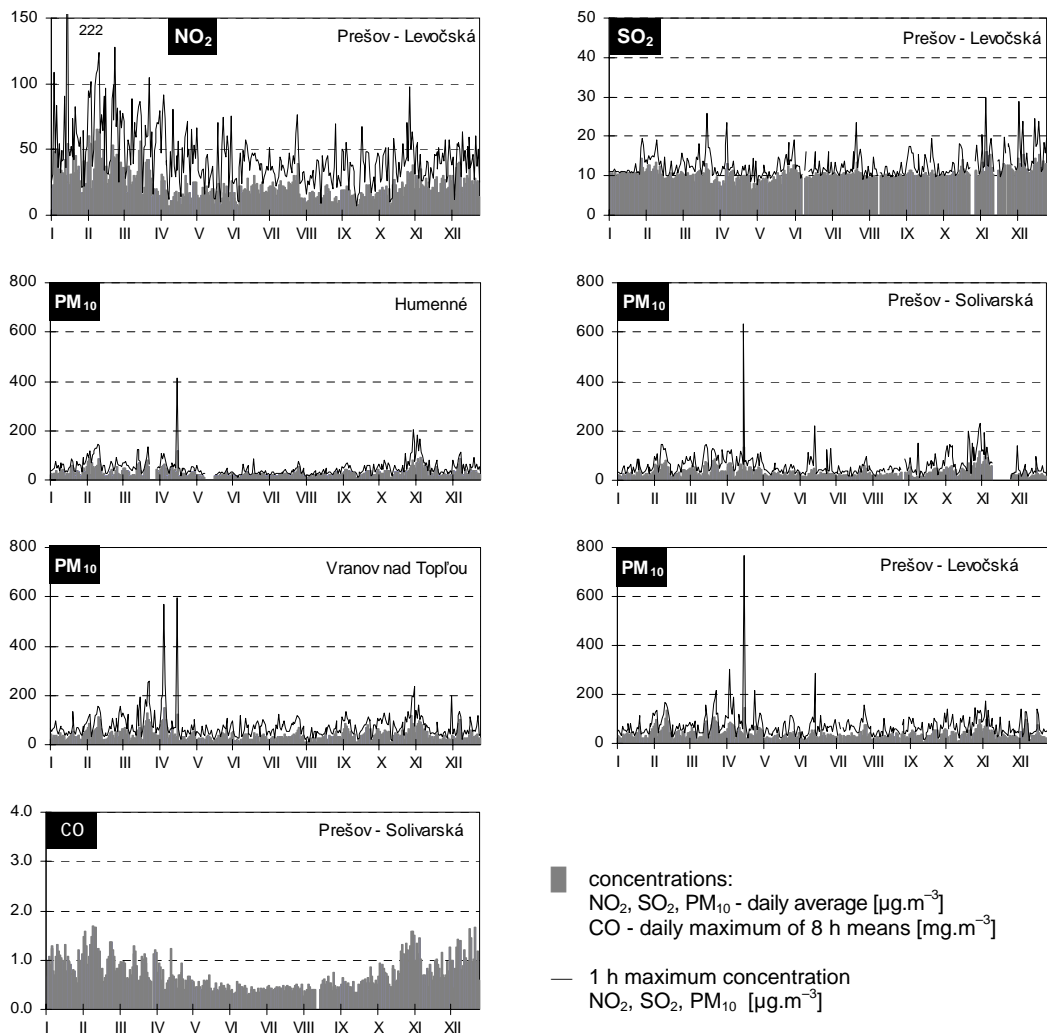 NO₂
Prešov - Levočská
222
150
100
50
0
I II III IV V VI VII VIII IX X XI XII
SO₂
Prešov - Levočská
50
40
30
20
10
0
I II III IV V VI VII VIII IX X XI XII
PM₁₀
Humenné
800
600
400
200
0
I II III IV V VI VII VIII IX X XI XII
PM₁₀
Prešov - Solivarská
800
600
400
200
0
I II III IV V VI VII VIII IX X XI XII
PM₁₀
Vranov nad Topľou
800
600
400
200
0
I II III IV V VI VII VIII IX X XI XII
PM₁₀
Prešov - Levočská
800
600
400
200
0
I II III IV V VI VII VIII IX X XI XII
CO
Prešov - Solivarská
4.0
3.0
2.0
1.0
0.0
I II III IV V VI VII VIII IX X XI XII
concentrations:
NO₂, SO₂, PM₁₀ - daily average [µg.m⁻³]
CO - daily maximum of 8 h means [mg.m⁻³]
— 1 h maximum concentration
NO₂, SO₂, PM₁₀ [µg.m⁻³]